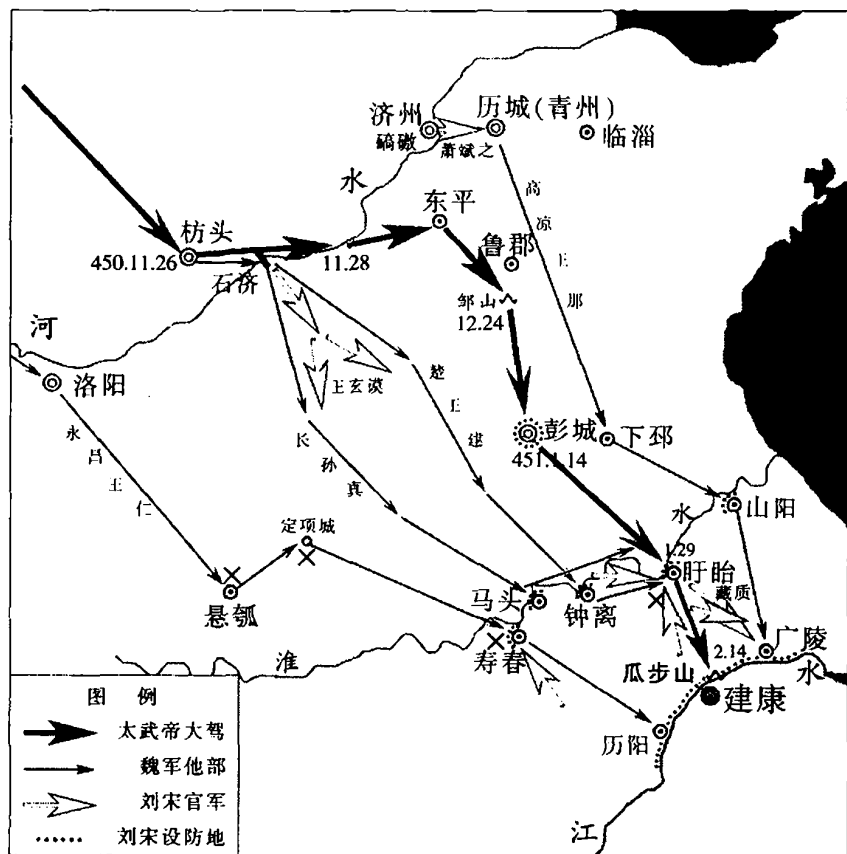 济州
历城(青州)
临淄
碻磝
萧斌之
水
东平
高凉王那
枋头
鲁郡
450.11.26
11.28
石济
邹山
12.24
河
洛阳
王玄谟
楚王建
彭城
下邳
451.1.14
永昌王仁
长孙真
水
山阳
定项城
1.29
盱眙
悬瓠
马头
钟离
臧质
寿春
淮
瓜步山
2.14
广陵
水
建康
历阳
江
图 例
太武帝大驾
魏军他部
刘宋官军
刘宋设防地